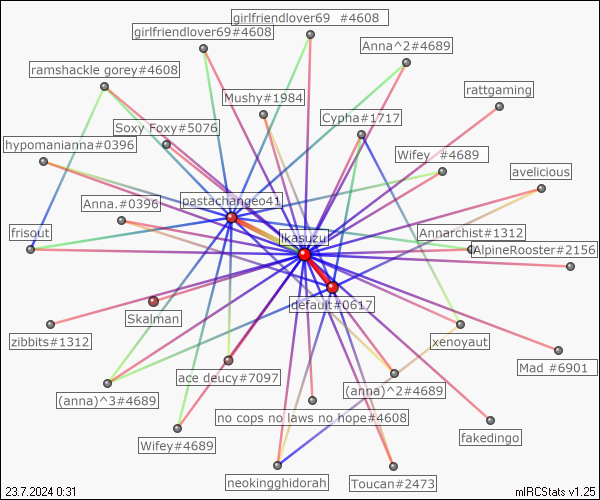 girlfriendlover69 #4608
girlfriendlover69#4608
Anna^2#4689
ramshackle gorey#4608
rattgaming
Mushy#1984
Cypha#1717
Soxy Foxy#5076
hypomanianna#0396
Wifey_#4689
avelicious
pastachangeo41
Anna.#0396
frisout
ikasuzu
Annarchist#1312
AlpineRooster#2156
default#0617
Skalman
zibbits#1312
xenoyaut
Mad #6901
ace deucy#7097
(anna)^2#4689
(anna)^3#4689
no cops no laws no hope#4608
fakedingo
Wifey#4689
neokingghidorah
Toucan#2473
23.7.2024 0:31
mIRCStats v1.25